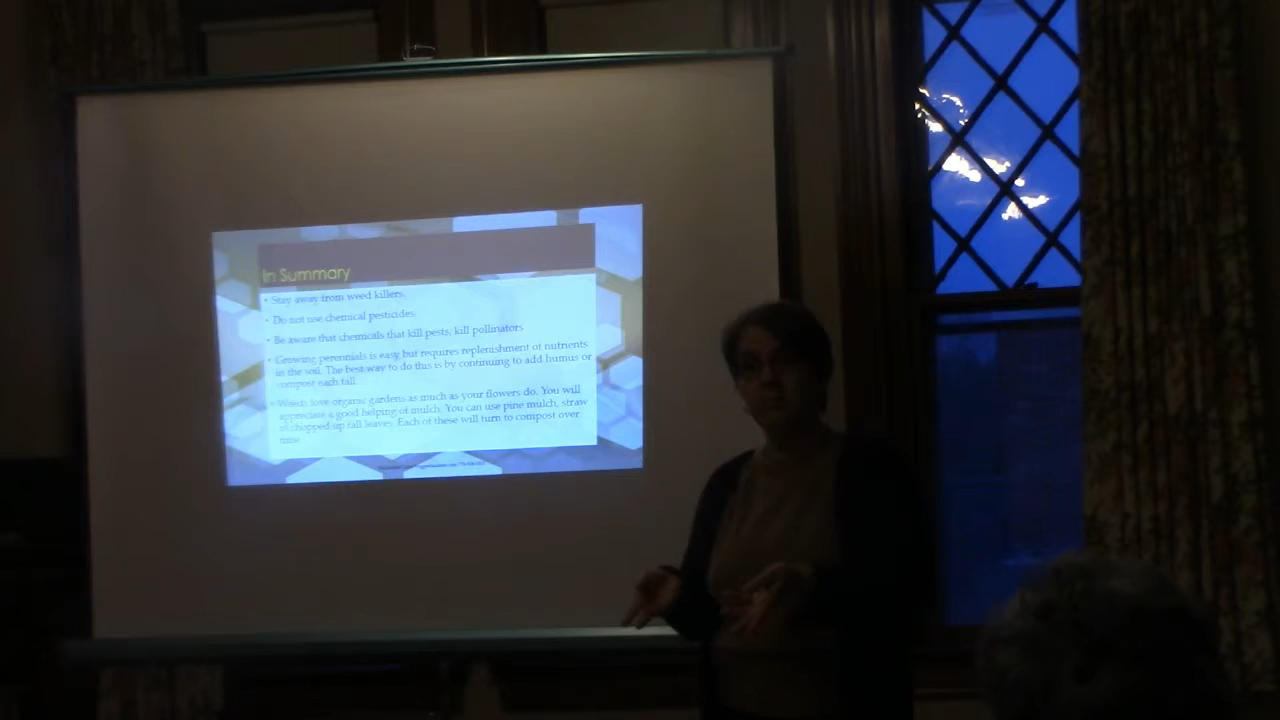 In Summary
• Stay away from weed killers.
• Do not use chemical pesticides.
• Be aware that chemicals that kill pests, kill pollinators
• Growing perennials is easy but requires replenishment of nutrients
in the soil. The best way to do this is by continuing to add humus or
compost each fall.
• Weeds love organic gardens as much as your flowers do. You will
appreciate a good helping of mulch. You can use pine mulch, straw
or chopped up fall leaves. Each of these will turn to compost over
time.